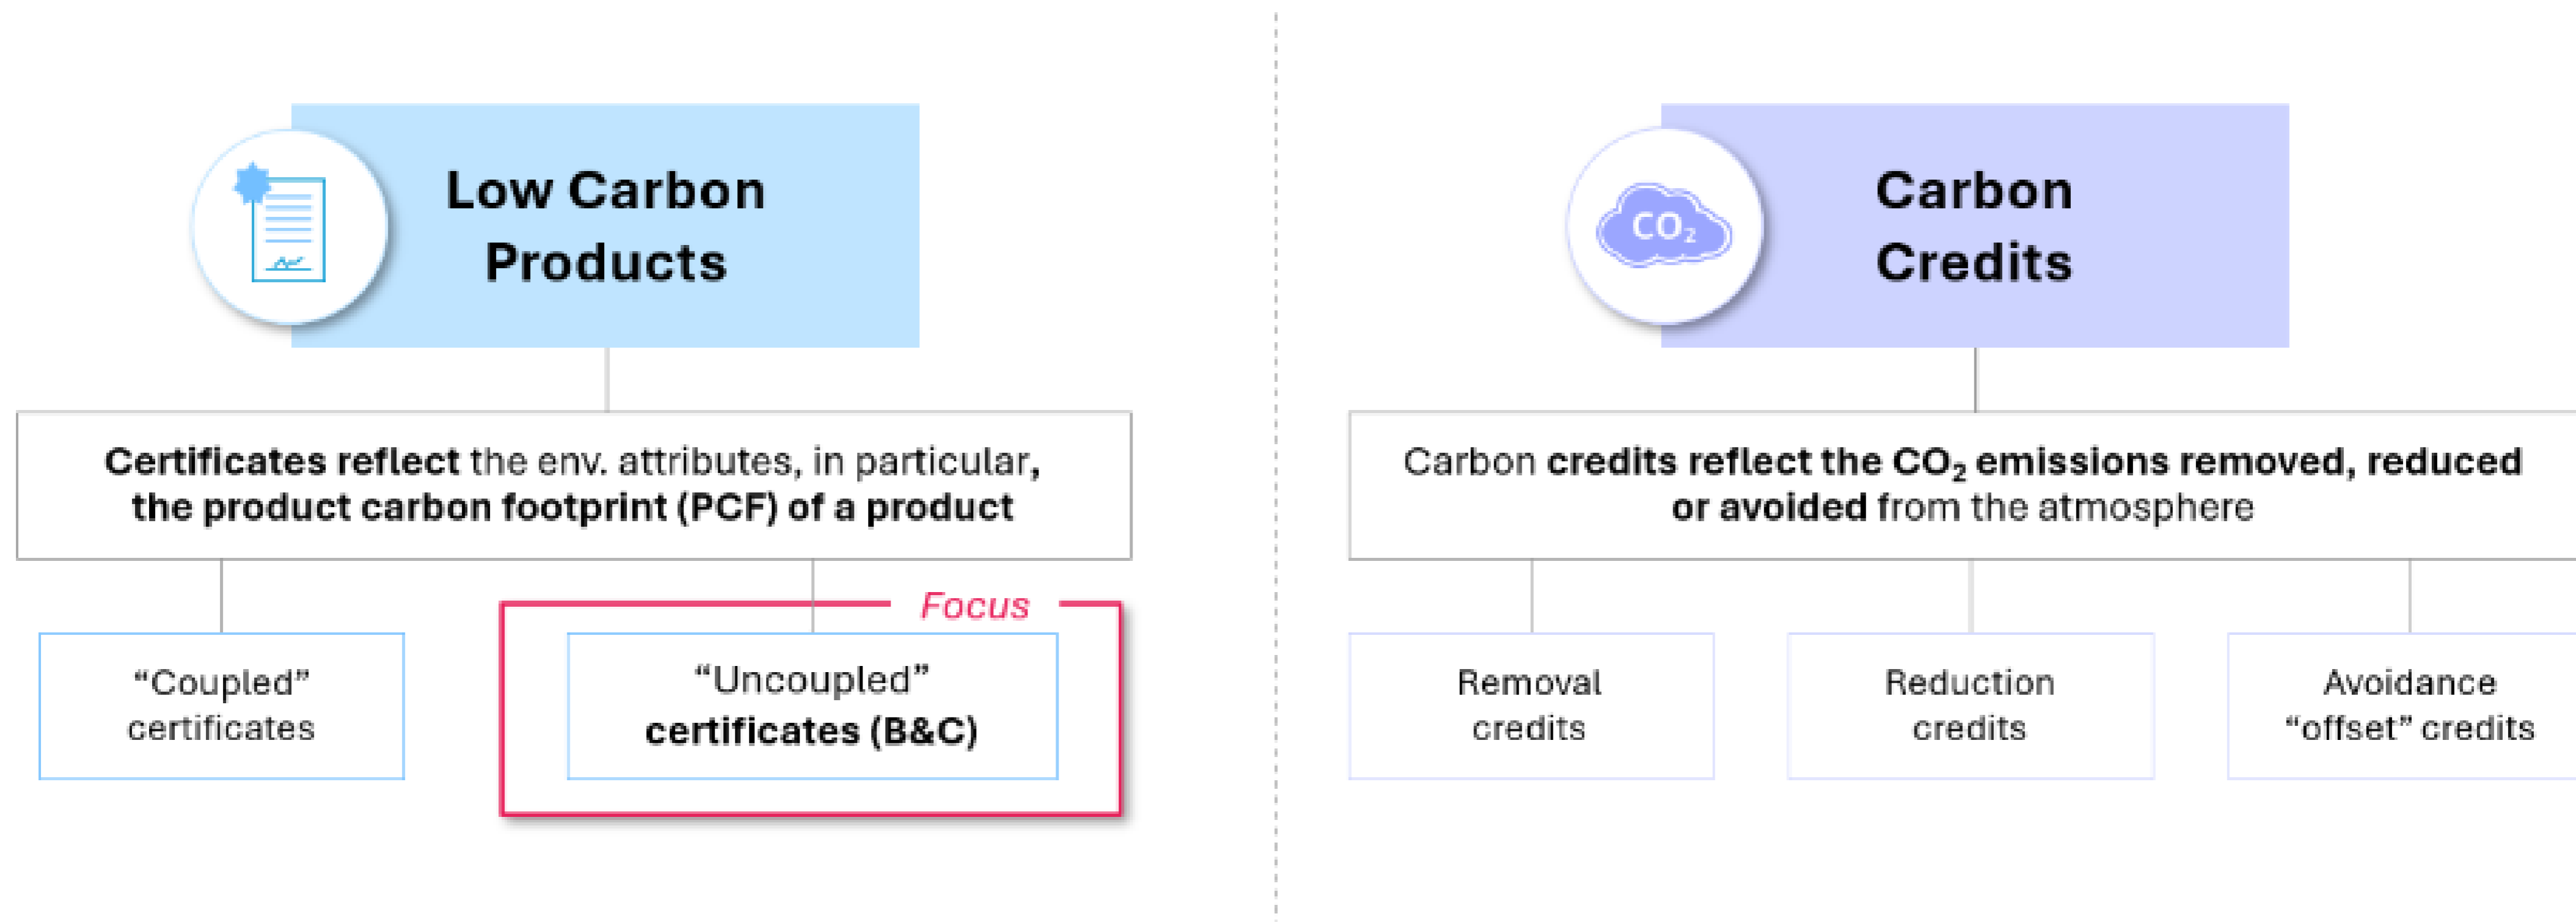 Low Carbon
Products
Certificates reflect the env. attributes, in particular,
the product carbon footprint (PCF) of a product
Focus
“Coupled”
certificates
“Uncoupled”
certificates (B&C)
CO₂
Carbon
Credits
Carbon credits reflect the CO₂ emissions removed, reduced
or avoided from the atmosphere
Removal
credits
Reduction
credits
Avoidance
“offset” credits